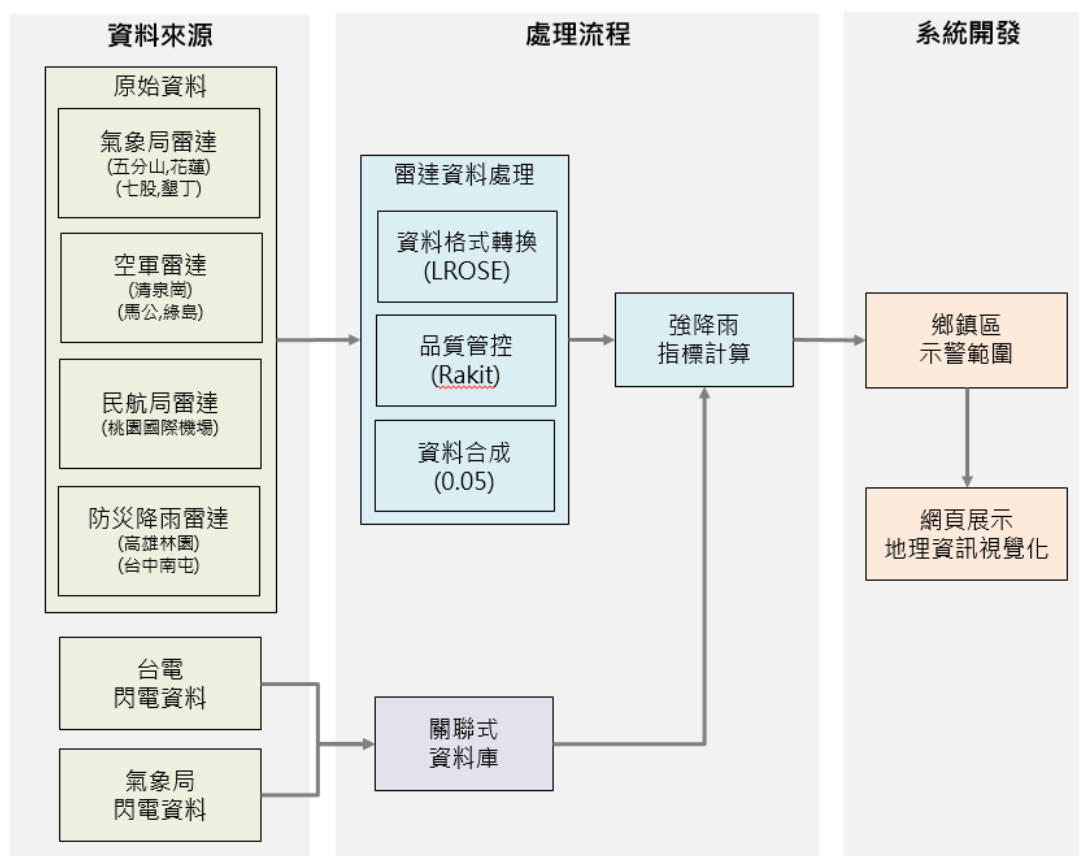 資料來源
原始資料
氣象局雷達
(五分山,花蓮)
(七股,墾丁)
空軍雷達
(清泉崗)
(馬公,綠島)
民航局雷達
(桃園國際機場)
防災降雨雷達
(高雄林園)
(台中南屯)
台電
閃電資料
氣象局
閃電資料
處理流程
雷達資料處理
資料格式轉換
(LROSE)
品質管控
(Rakit)
資料合成
(0.05)
強降雨
指標計算
關聯式
資料庫
系統開發
鄉鎮區
示警範圍
網頁展示
地理資訊視覺化